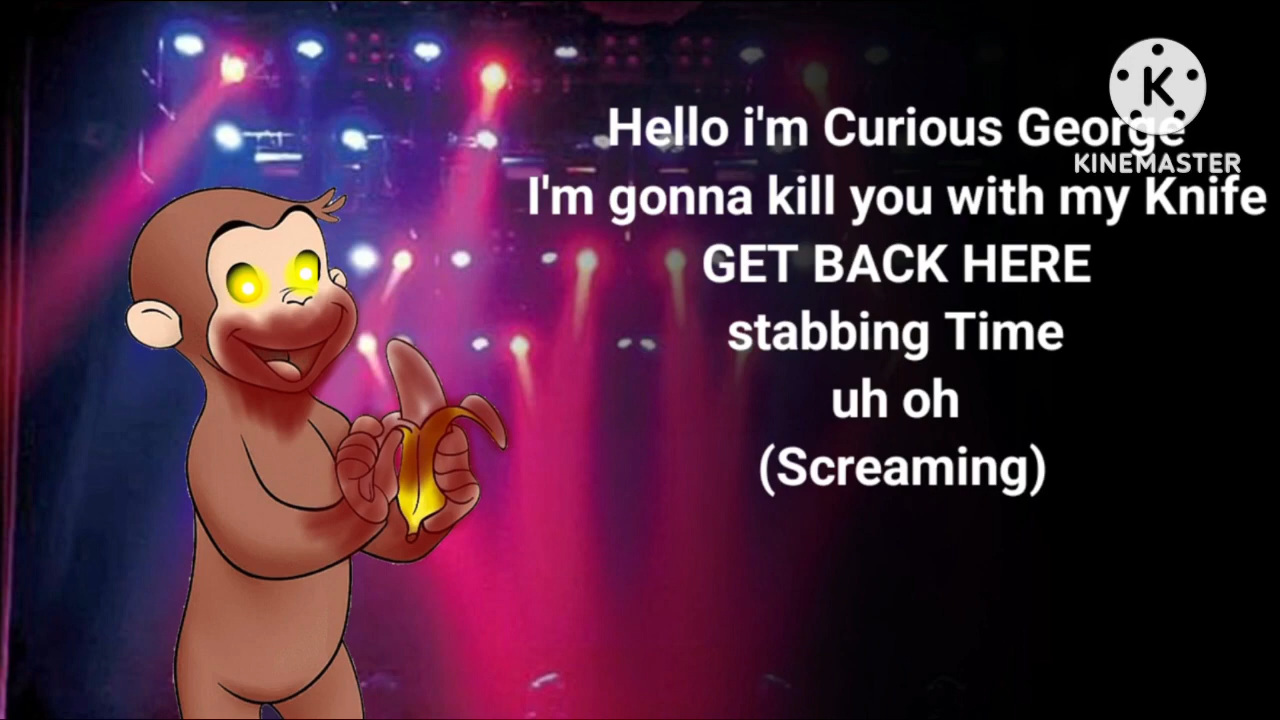 K
Hello i'm Curious George
KINEMASTER
I'm gonna kill you with my Knife
GET BACK HERE
stabbing Time
uh oh
(Screaming)